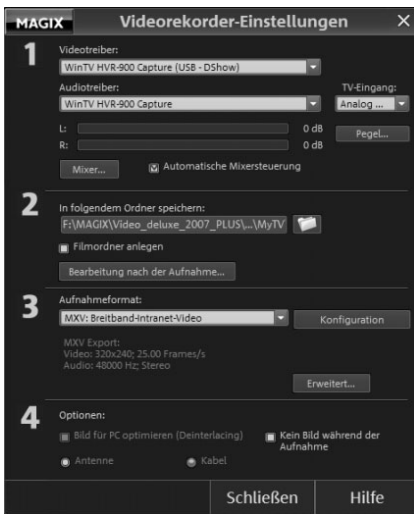 MAGIX Videorekorder-Einstellungen
1
Videotreiber:
WinTV HVR-900 Capture (USB - DShow)
Audiotreiber:
TV-Eingang:
WinTV HVR-900 Capture
Analog ...
L: 0 dB
R: 0 dB
Pegel...
Mixer...
Automatische Mixersteuerung
2
In folgendem Ordner speichern:
F:\MAGIX\Video_deluxe_2007_PLUS\...\MyTV
Filmordner anlegen
Bearbeitung nach der Aufnahme...
3
Aufnahmeformat:
MXV: Breitband-Intranet-Video
Konfiguration
MXV Export:
Video: 320x240; 25.00 Frames/s
Audio: 48000 Hz; Stereo
Erweitert...
4
Optionen:
Bild für PC optimieren (Deinterlacing)
Kein Bild während der
Aufnahme
Antenne
Kabel
Schließen
Hilfe